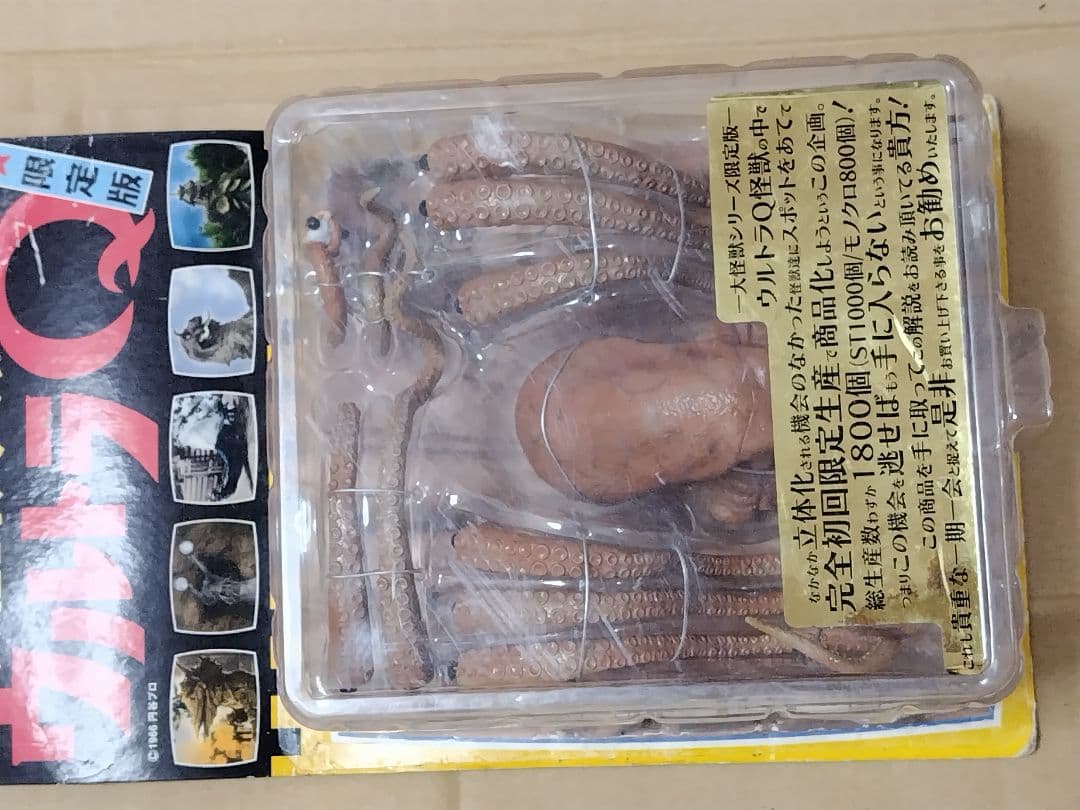 限定版
ウルトラQ
©1966 円谷プロ
―大怪獣シリーズ限定版―
ウルトラQ怪獣の中で
なかなか立体化される機会のなかった怪獣達にスポットをあてて
完全初回限定生産で商品化しようというこの企画。
総生産数わずか1800個(ST1000個/モノクロ800個)!
つまりこの機会を逃せばもう手に入らないという事になります。
この商品を手に取ってこの解説をお読み頂いてる貴方!
これも貴重な一期一会と捉えて是非お買い上げ下さる事をお勧めいたします。